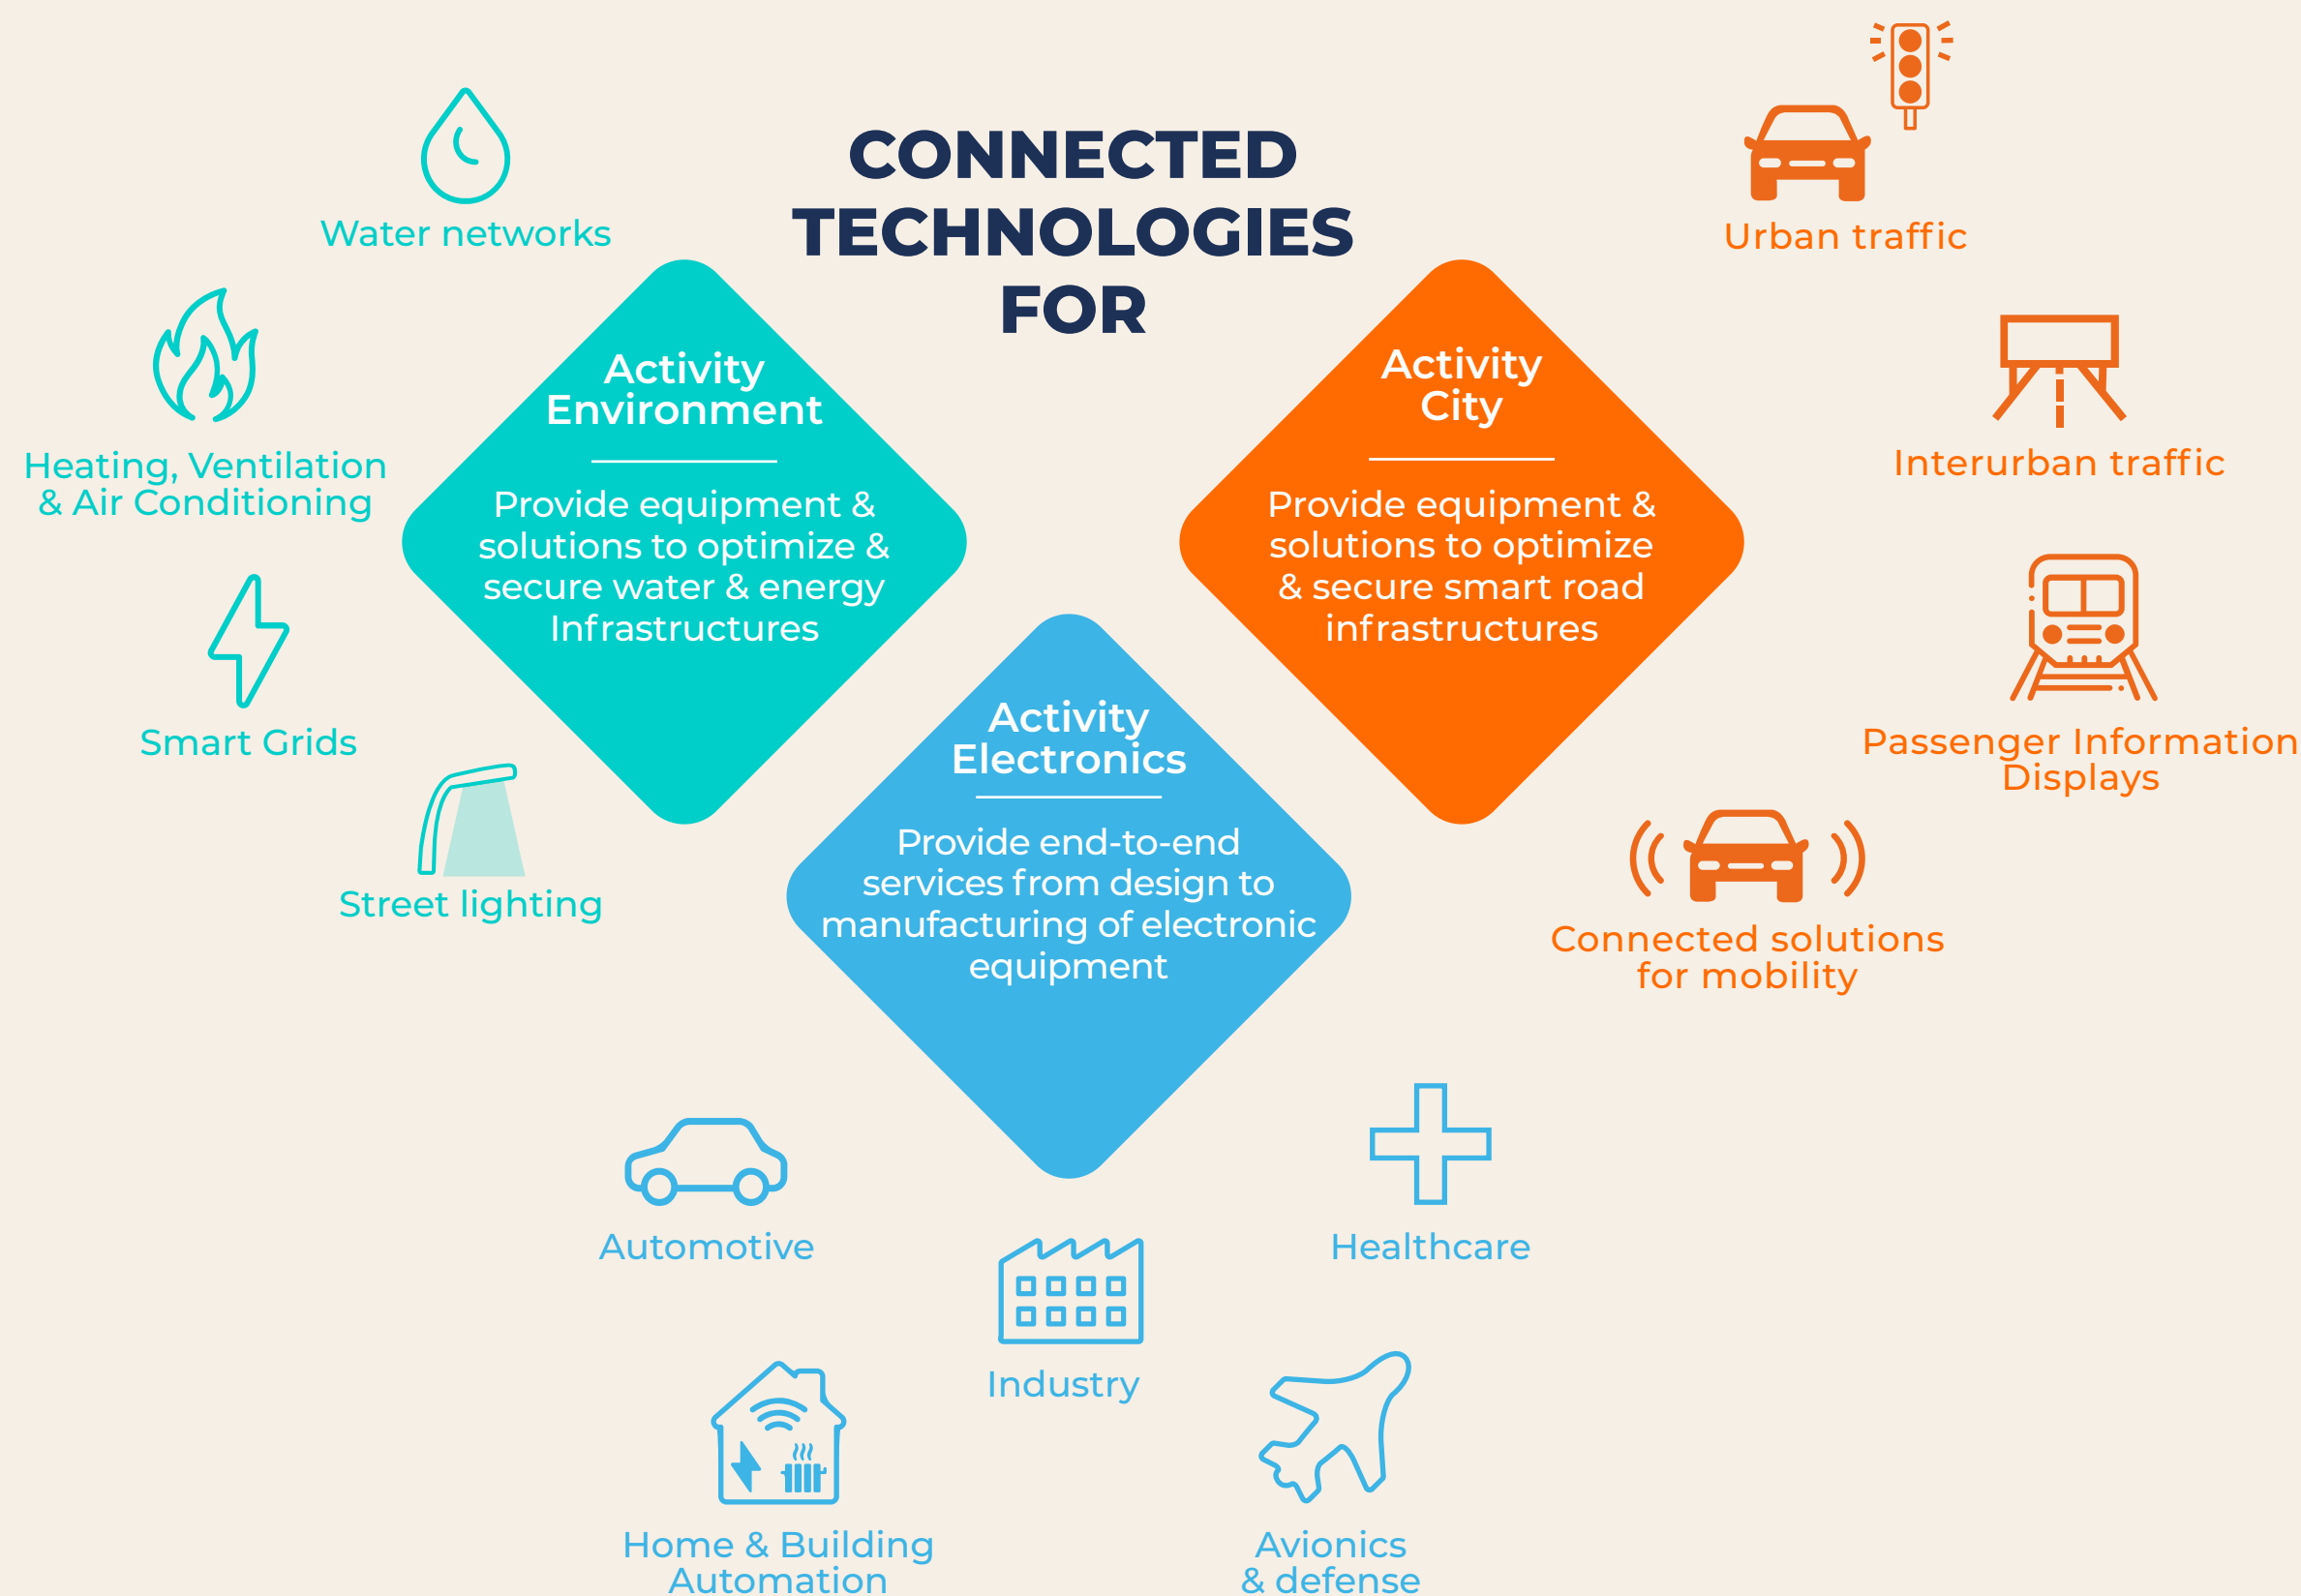 CONNECTED
TECHNOLOGIES
FOR
Water networks
Heating, Ventilation
& Air Conditioning
Smart Grids
Street lighting
Activity
Environment
Provide equipment &
solutions to optimize &
secure water & energy
Infrastructures
Activity
City
Provide equipment &
solutions to optimize
& secure smart road
infrastructures
Urban traffic
Interurban traffic
Passenger Information
Displays
Connected solutions
for mobility
Activity
Electronics
Provide end-to-end
services from design to
manufacturing of electronic
equipment
Automotive
Healthcare
Industry
Home & Building
Automation
Avionics
& defense